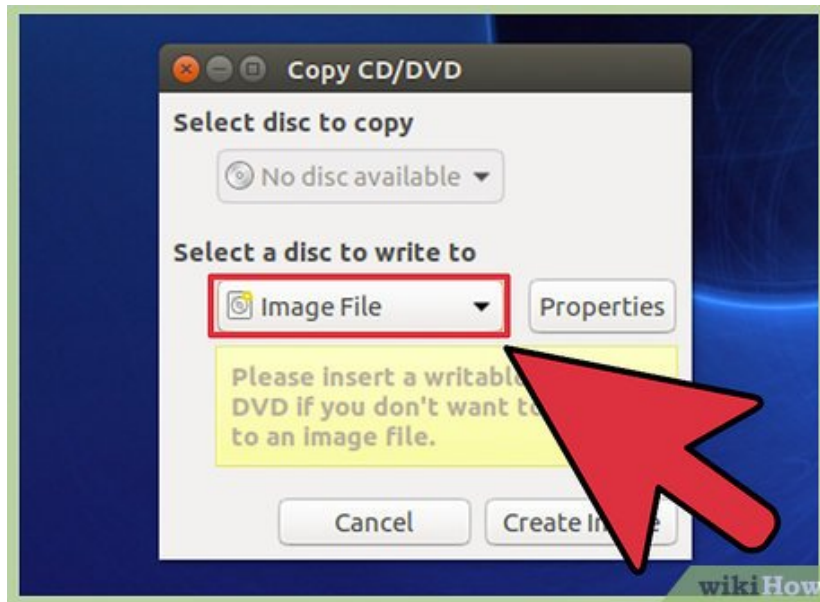 Copy CD/DVD
Select disc to copy
No disc available
Select a disc to write to
Image File
Properties
Please insert a writabl
DVD if you don't want t
to an image file.
Cancel
Create
wikiHow